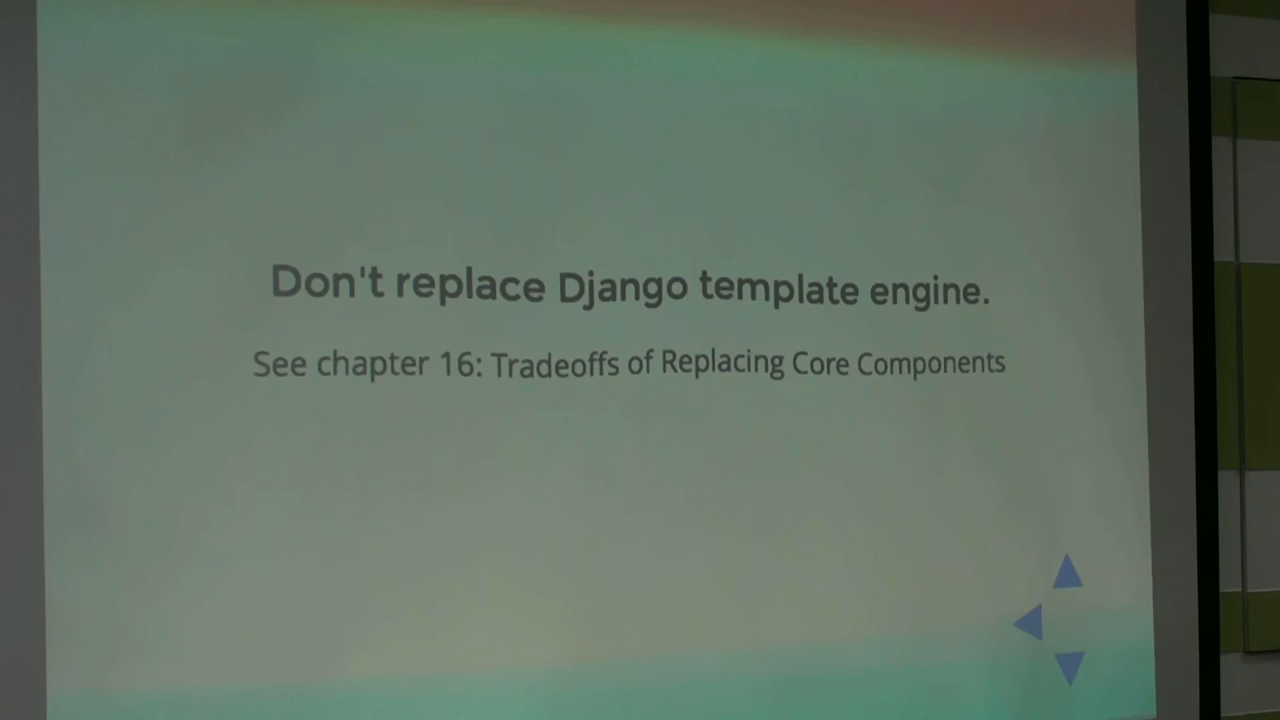 Don't replace Django template engine.
See chapter 16: Tradeoffs of Replacing Core Components